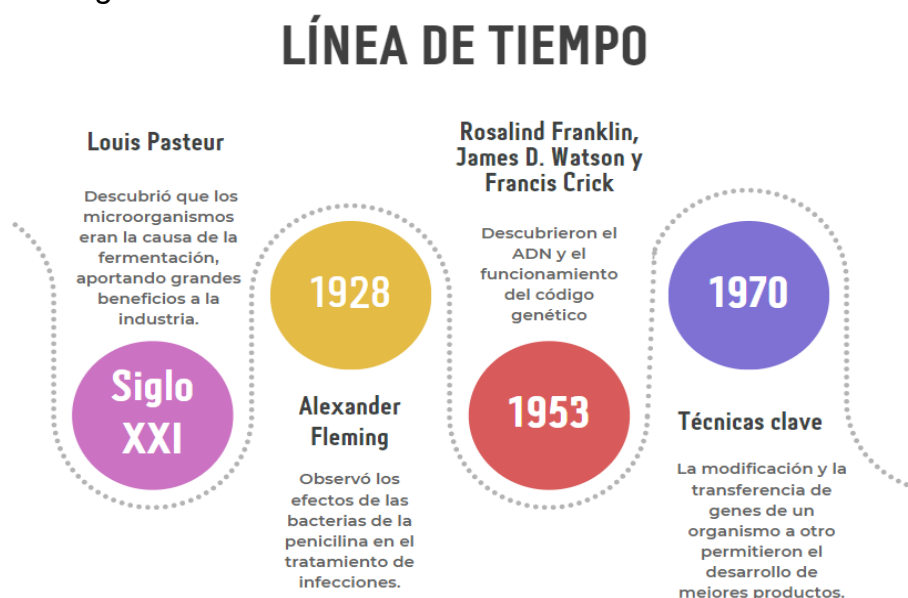 LÍNEA DE TIEMPO
Louis Pasteur
Descubrió que los
microorganismos
eran la causa de la
fermentación,
aportando grandes
beneficios a la
industria.
Siglo
XXI
1928
Alexander
Fleming
Observó los
efectos de las
bacterias de la
penicilina en el
tratamiento de
infecciones.
Rosalind Franklin,
James D. Watson y
Francis Crick
Descubrieron el
ADN y el
funcionamiento
del código
genético
1953
1970
Técnicas clave
La modificación y la
transferencia de
genes de un
organismo a otro
permitieron el
desarrollo de
mejores productos.